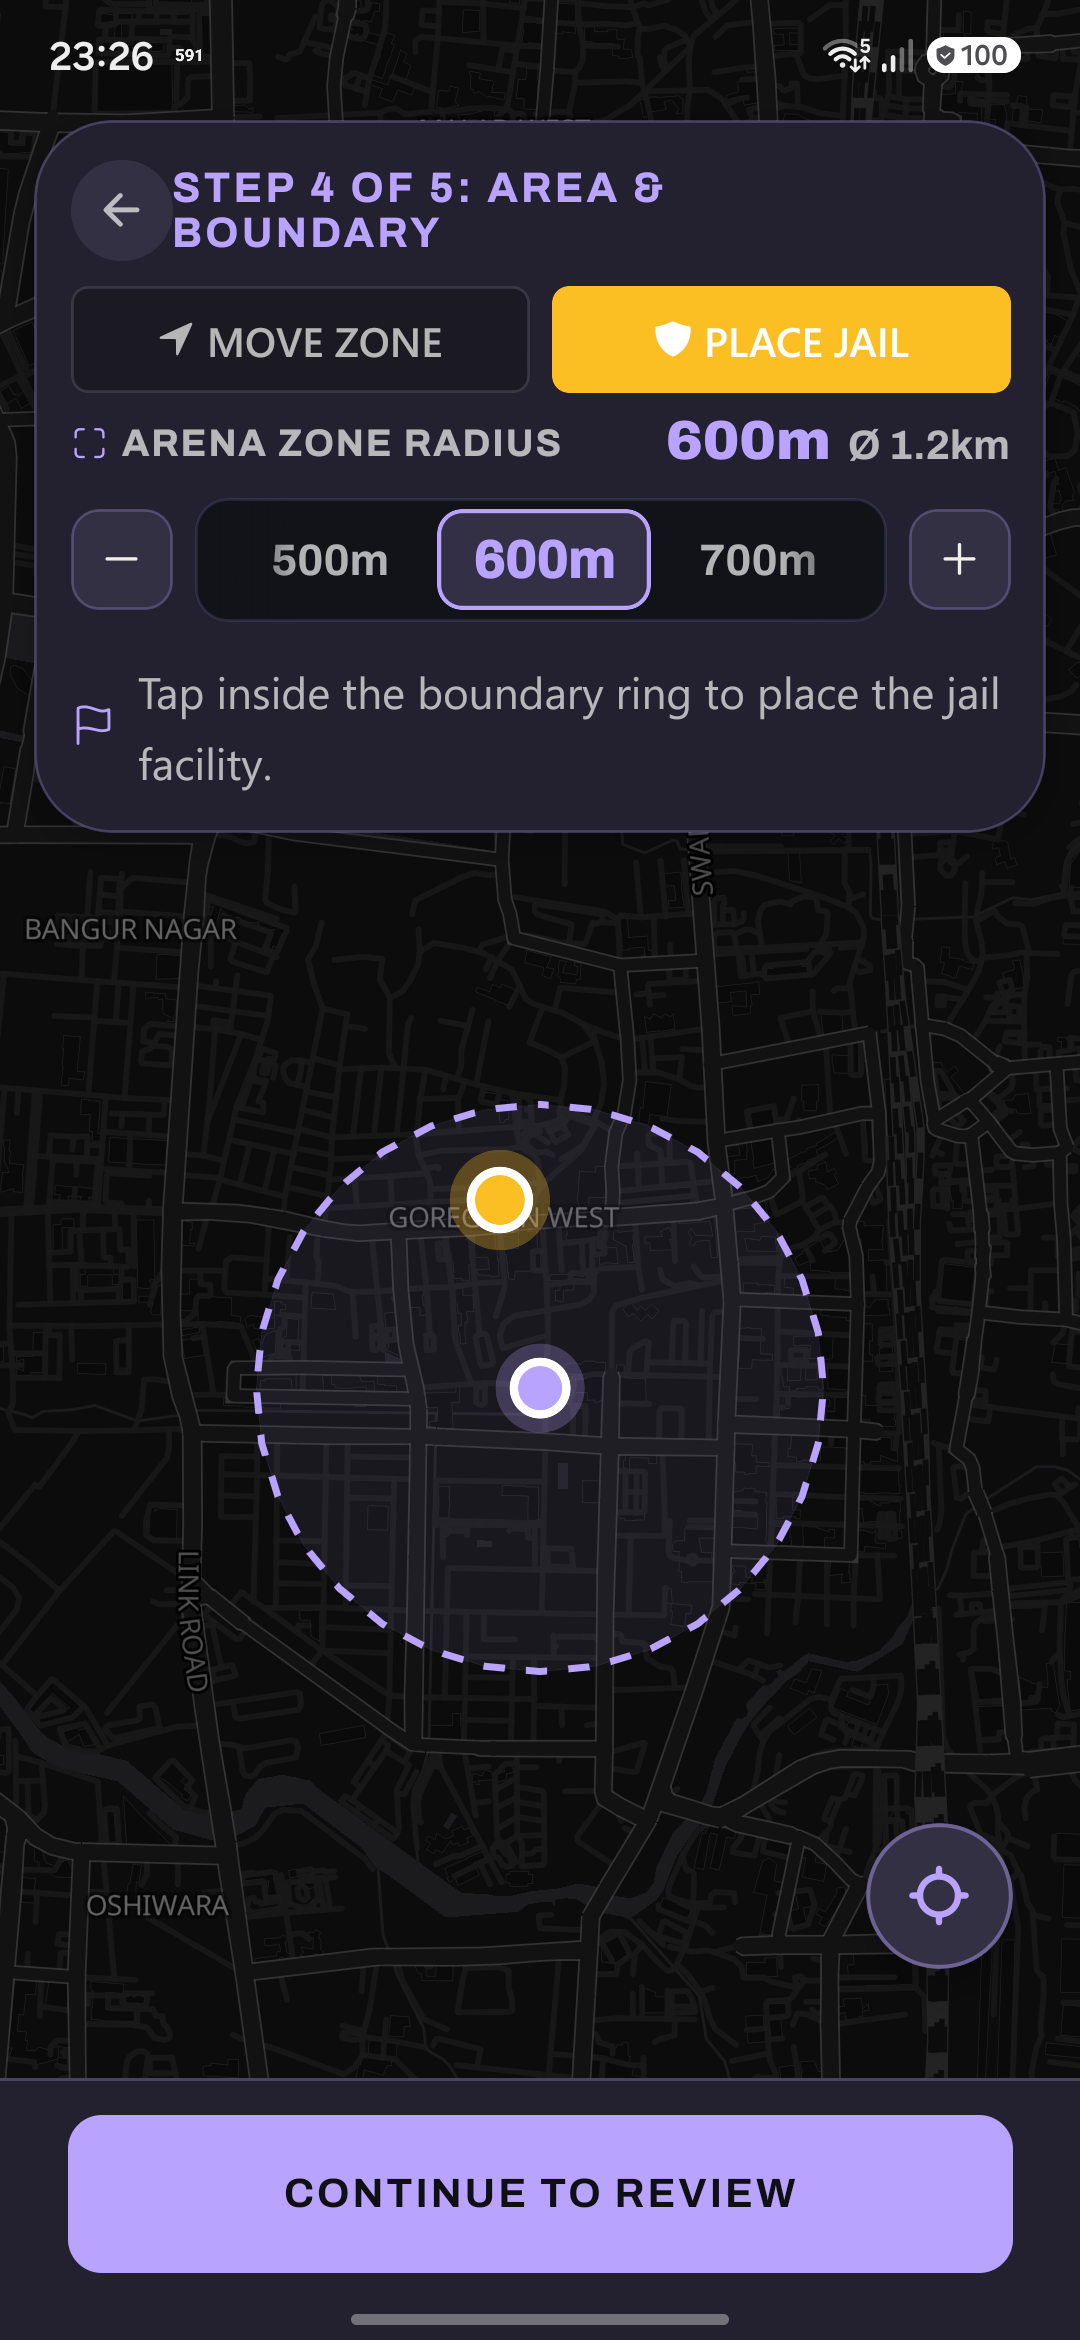 23:26 591 5 100
STEP 4 OF 5: AREA &
BOUNDARY
MOVE ZONE
PLACE JAIL
ARENA ZONE RADIUS 600m Ø 1.2km
500m 600m 700m
Tap inside the boundary ring to place the jail
facility.
BANGUR NAGAR
WEST
LINK ROAD
OSHIWARA
CONTINUE TO REVIEW